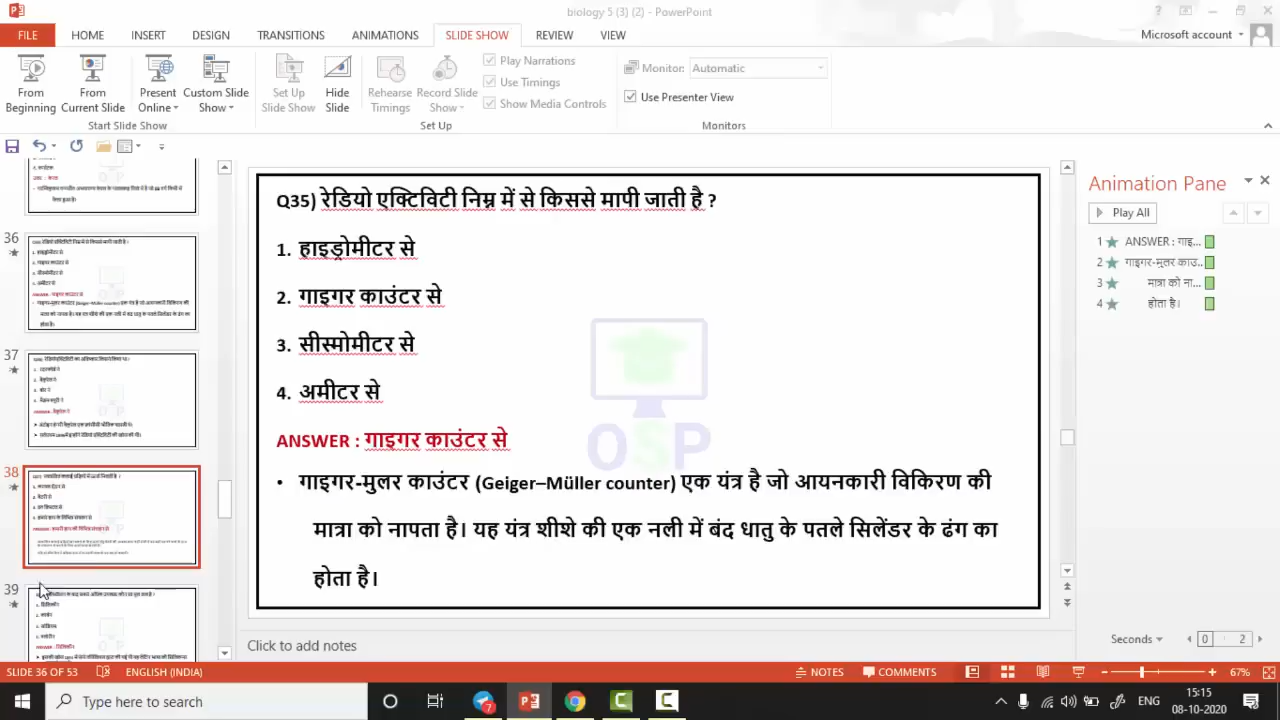 biology 5 (3) (2) - PowerPoint
FILE HOME INSERT DESIGN TRANSITIONS ANIMATIONS SLIDE SHOW REVIEW VIEW Microsoft account
From Beginning
From Current Slide
Present Online
Custom Slide Show
Set Up Slide Show
Hide Slide
Rehearse Timings
Record Slide Show
Play Narrations
Use Timings
Show Media Controls
Monitor: Automatic
Use Presenter View
Start Slide Show Set Up Monitors
36
37
38
39
Q35) रेडियो एक्टिविटी निम्न में से किससे मापी जाती है ?
1. हाइड्रोमीटर से
2. गाइगर काउंटर से
3. सीस्मोमीटर से
4. अमीटर से
ANSWER : गाइगर काउंटर से
• गाइगर-मुलर काउंटर (Geiger–Müller counter) एक यंत्र है जो आयनकारी विकिरण की
मात्रा को नापता है। यह यंत्र शीशे की एक नली में बंद धातु के पतले सिलेंडर के ढंग का
होता है।
Click to add notes
Animation Pane
Play All
1 ANSWER : गाइ...
2 गाइगर-मुलर काउ...
3 मात्रा को ना...
4 होता है।
Seconds 0 2
SLIDE 36 OF 53 ENGLISH (INDIA) NOTES COMMENTS 67%
Type here to search
7
ENG
15:15
08-10-2020